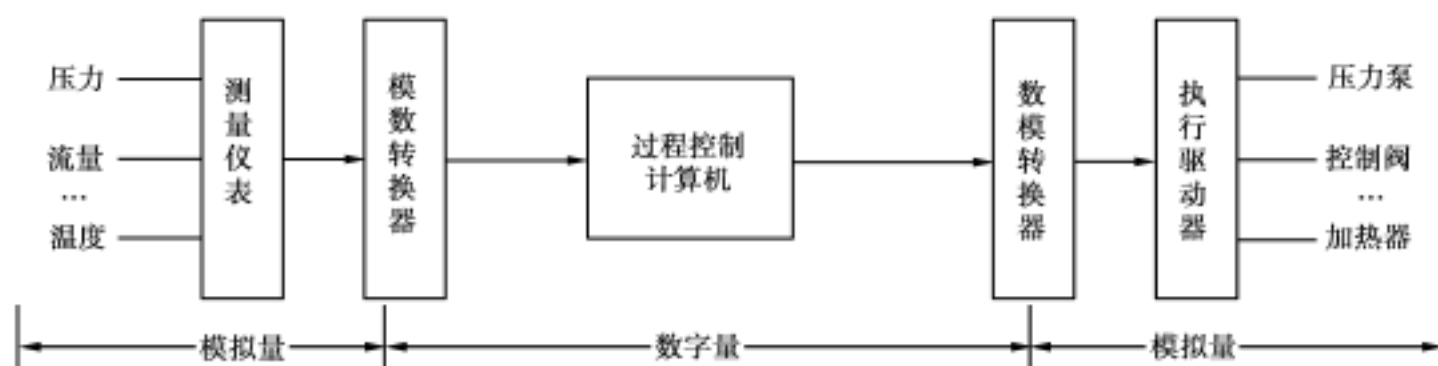 压力
流量
…
温度
测量仪表
模数转换器
过程控制
计算机
数模转换器
执行驱动器
压力泵
控制阀
…
加热器
模拟量
数字量
模拟量